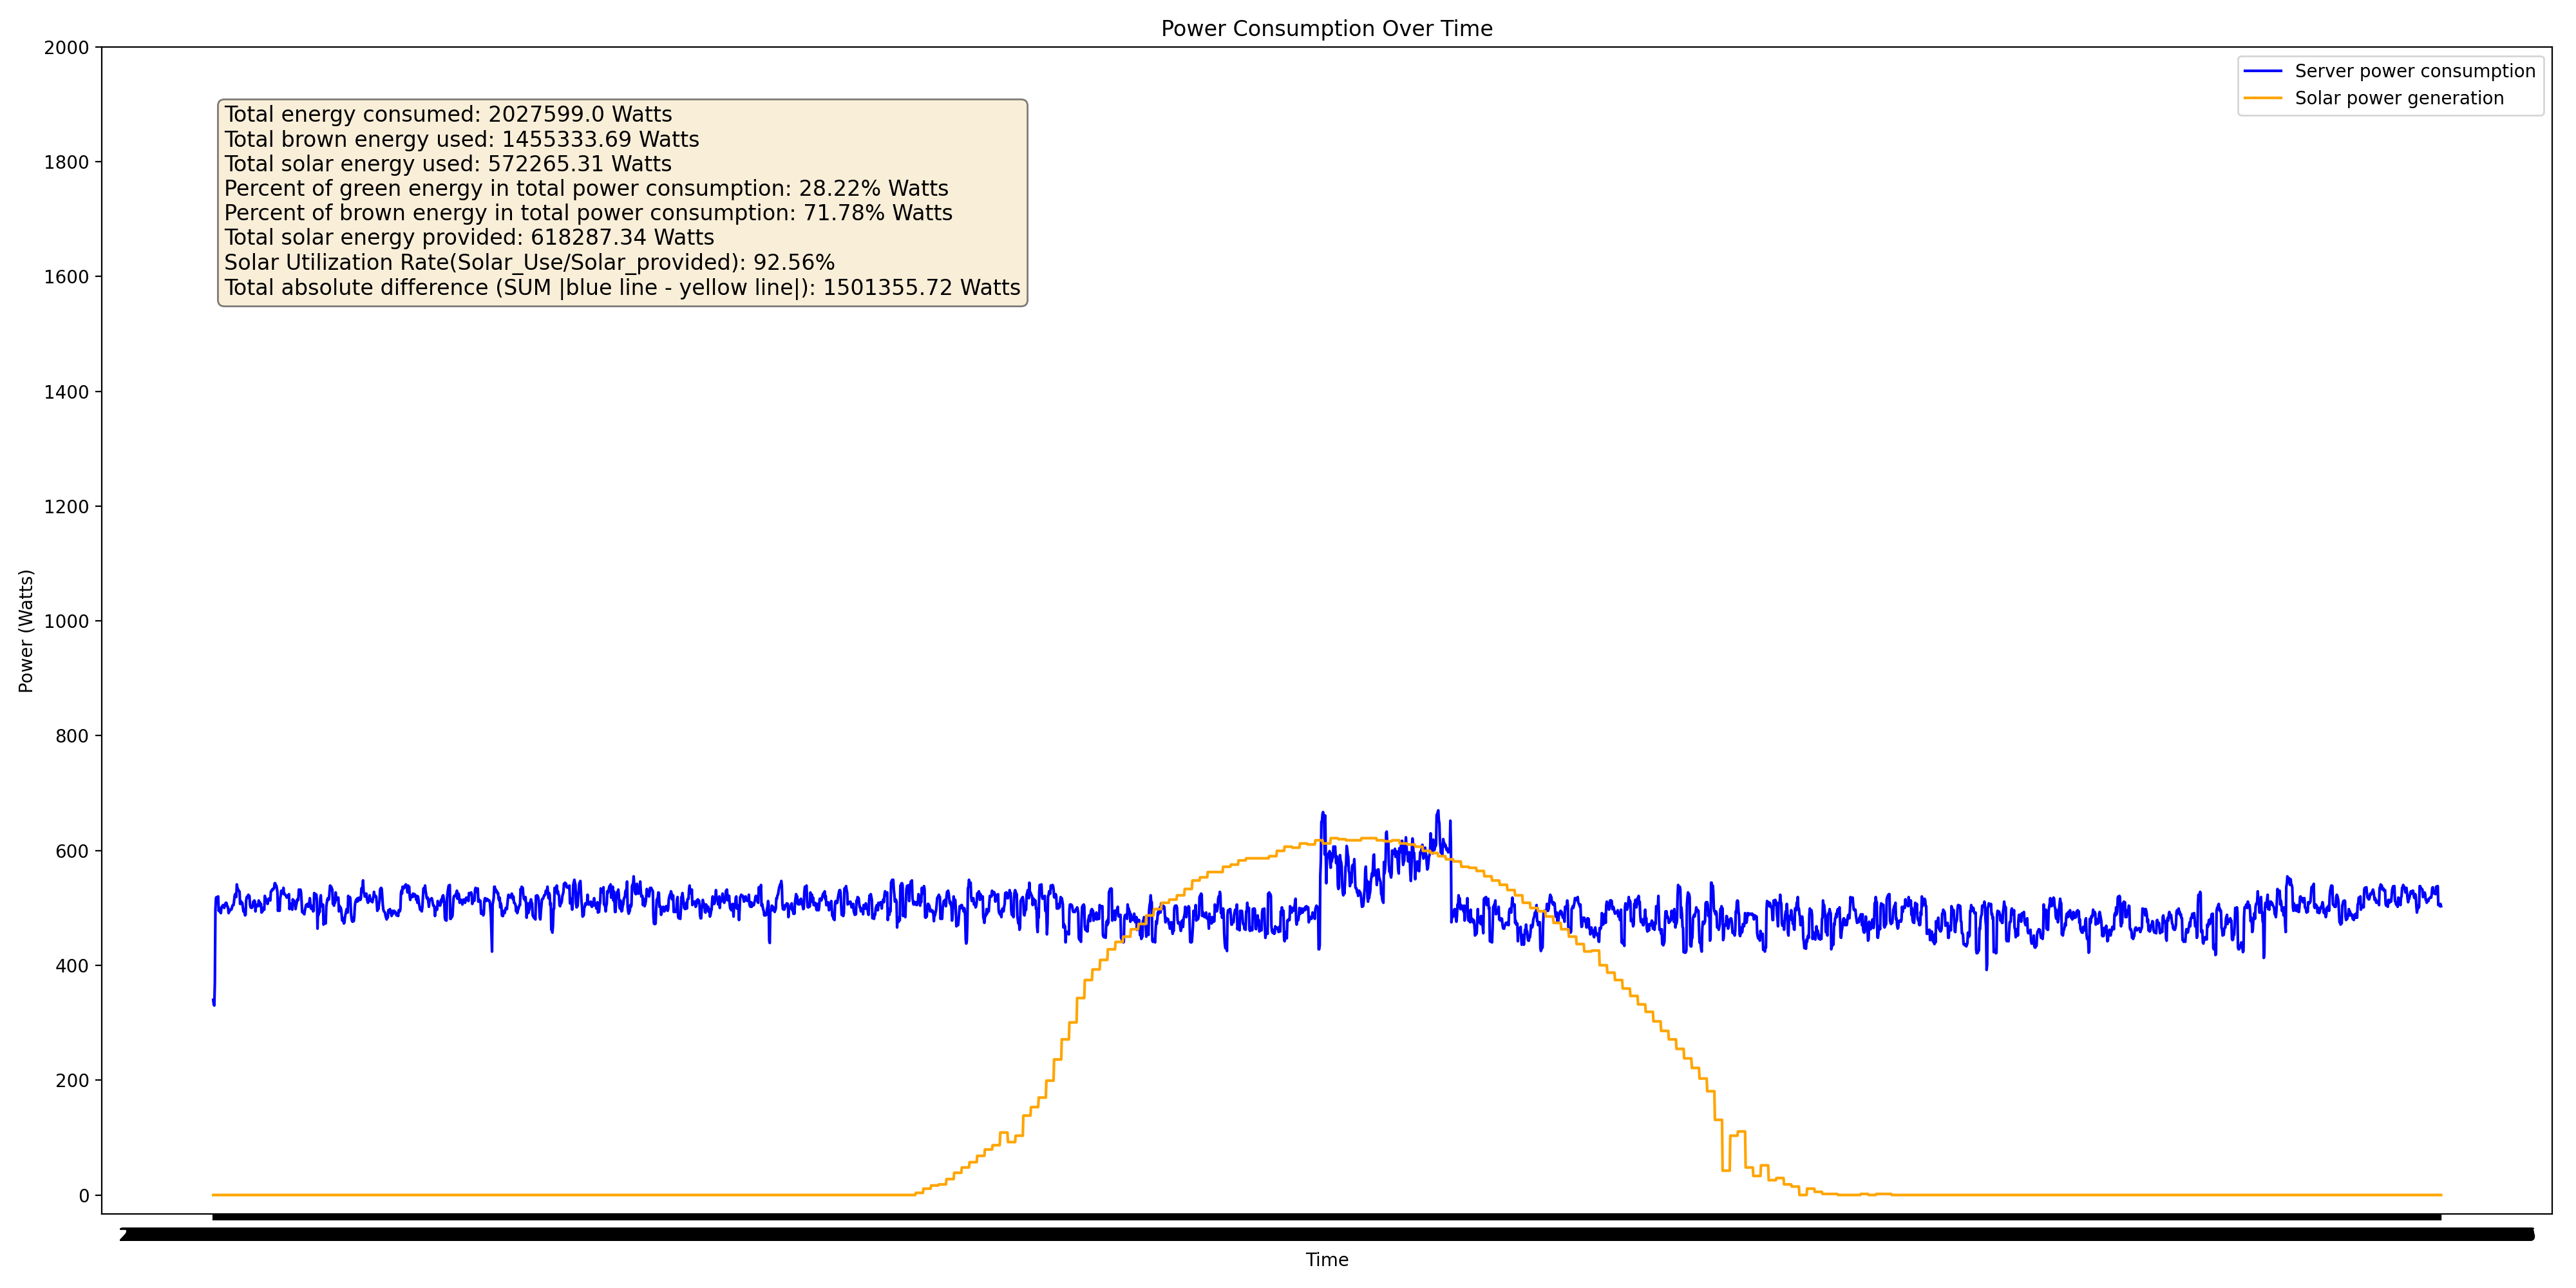 Power Consumption Over Time
2000
1800
1600
1400
1200
1000
800
600
400
200
0
Power (Watts)
Total energy consumed: 2027599.0 Watts
Total brown energy used: 1455333.69 Watts
Total solar energy used: 572265.31 Watts
Percent of green energy in total power consumption: 28.22% Watts
Percent of brown energy in total power consumption: 71.78% Watts
Total solar energy provided: 618287.34 Watts
Solar Utilization Rate(Solar_Use/Solar_provided): 92.56%
Total absolute difference (SUM |blue line - yellow line|): 1501355.72 Watts
Server power consumption
Solar power generation
Time